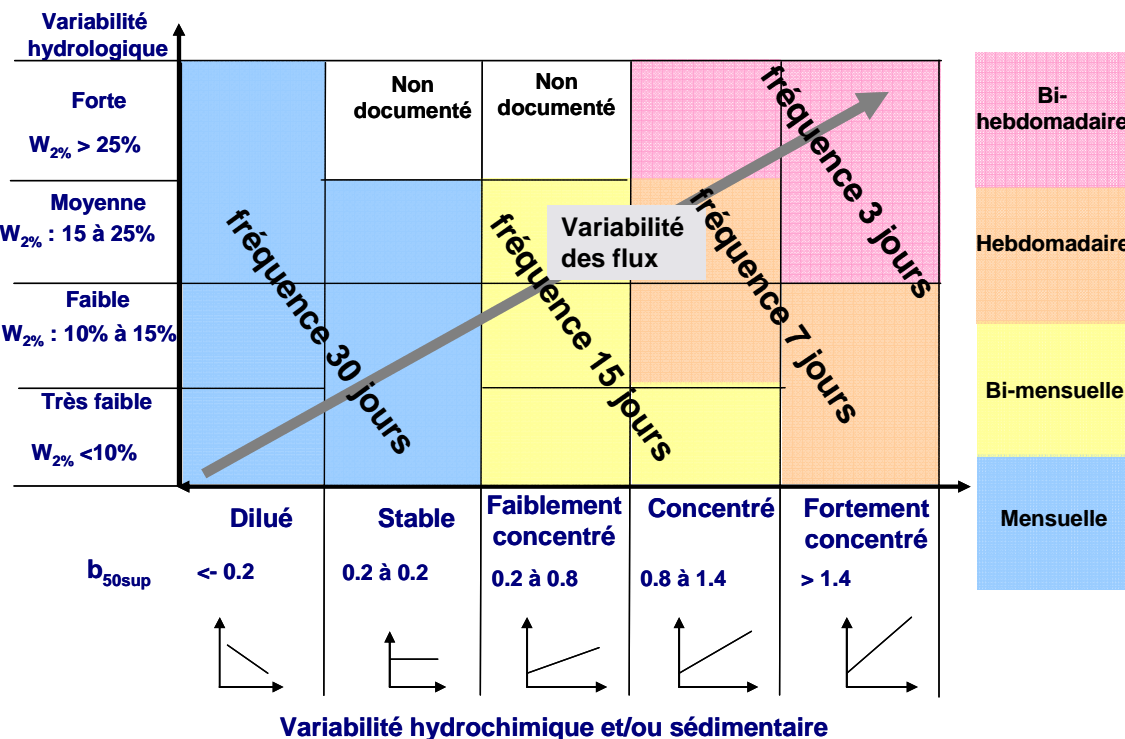 Variabilité
hydrologique
Forte
W2% > 25%
Moyenne
W2% : 15 à 25%
Faible
W2% : 10% à 15%
Très faible
W2% <10%
Non
documenté
Non
documenté
fréquence 30 jours
fréquence 15 jours
fréquence 7 jours
fréquence 3 jours
Variabilité
des flux
Bi-
hebdomadaire
Hebdomadaire
Bi-mensuelle
Mensuelle
Dilué
Stable
Faiblement
concentré
Concentré
Fortement
concentré
b50sup
<- 0.2
0.2 à 0.2
0.2 à 0.8
0.8 à 1.4
> 1.4
Variabilité hydrochimique et/ou sédimentaire